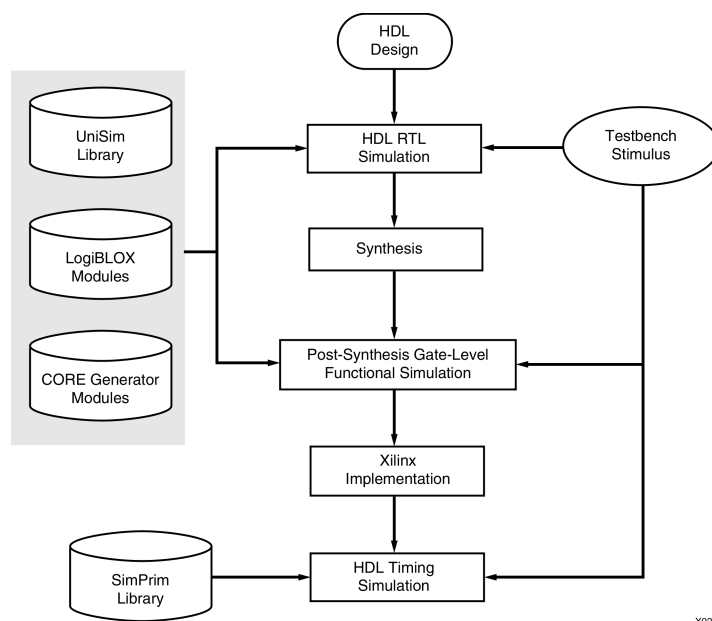 HDL
Design
UniSim
Library
HDL RTL
Simulation
Testbench
Stimulus
LogiBLOX
Modules
Synthesis
CORE Generator
Modules
Post-Synthesis Gate-Level
Functional Simulation
Xilinx
Implementation
SimPrim
Library
HDL Timing
Simulation